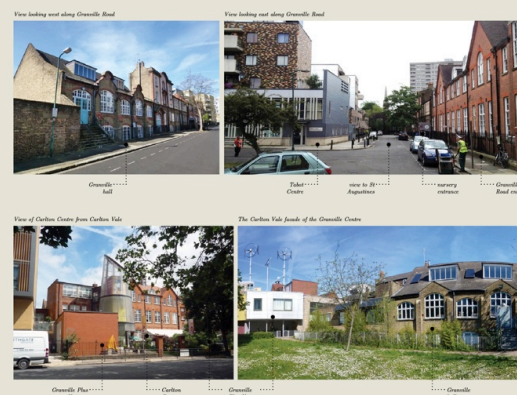 View looking west along Granville Road
View looking east along Granville Road
Granville
hall
Tabot
Centre
view to St
Augustines
nursery
entrance
Granvill
Road en
View of Carlton Centre from Carlton Vale
The Carlton Vale facade of the Granville Centre
Granville Plus
Carlton
Granville
Granville